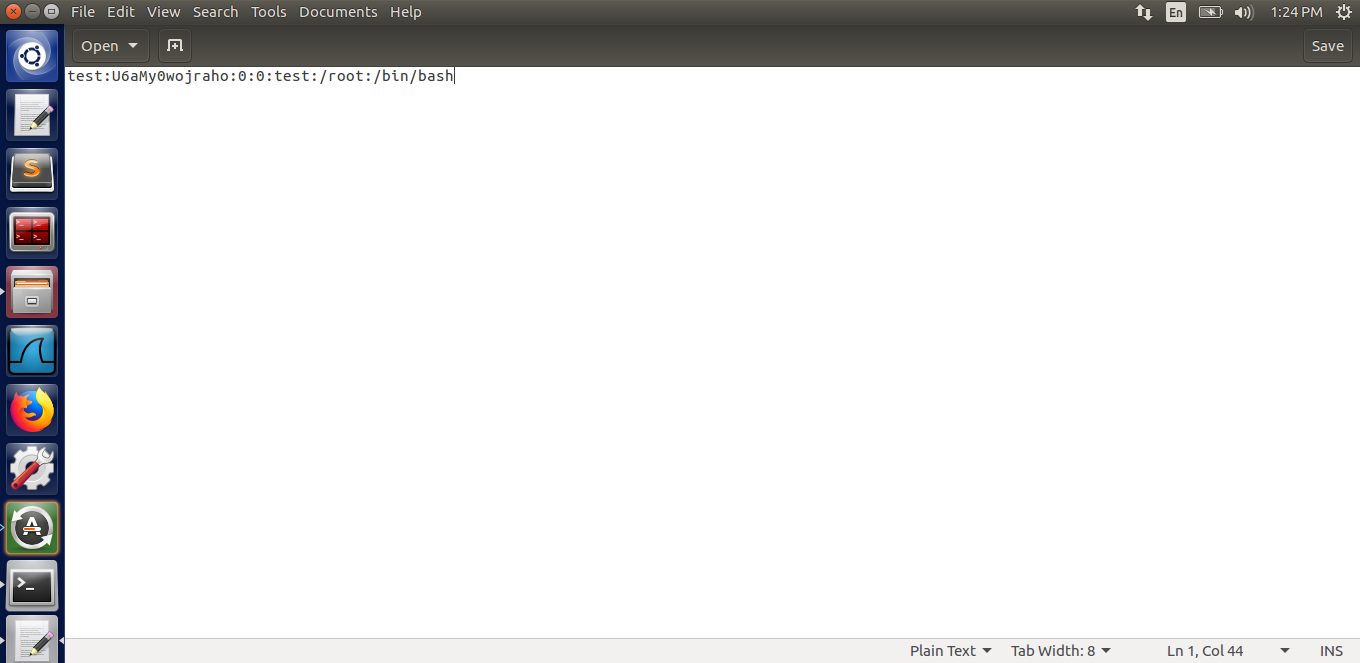 File Edit View Search Tools Documents Help En 1:24 PM
Open Save
test:U6aMy0wojraho:0:0:test:/root:/bin/bash
Plain Text Tab Width: 8 Ln 1, Col 44 INS